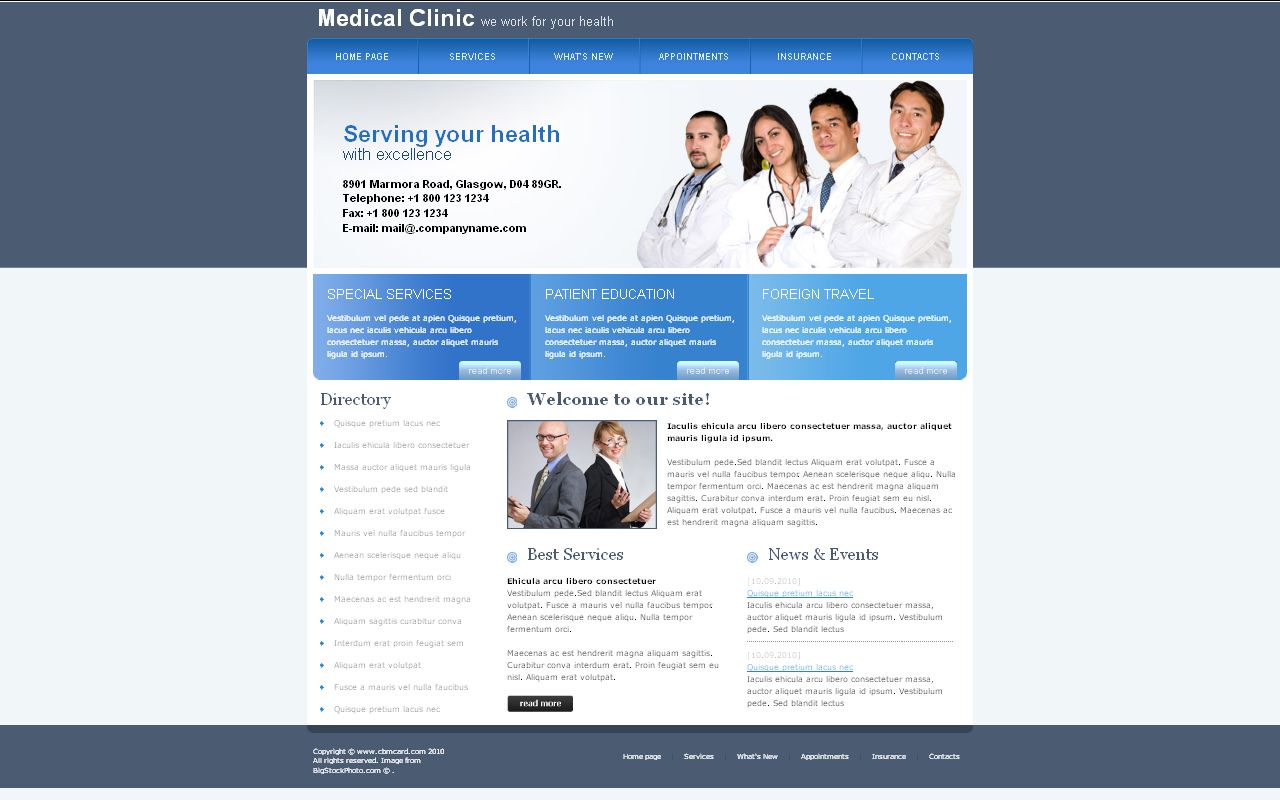 Medical Clinic we work for your health
HOME PAGE SERVICES WHAT'S NEW APPOINTMENTS INSURANCE CONTACTS
Serving your health
with excellence
8901 Marmora Road, Glasgow, D04 89GR.
Telephone: +1 800 123 1234
Fax: +1 800 123 1234
E-mail: mail@.companyname.com
SPECIAL SERVICES
Vestibulum vel pede at apien Quisque pretium,
lacus nec iaculis vehicula arcu libero
consectetuer massa, auctor aliquet mauris
ligula id ipsum.
read more
PATIENT EDUCATION
Vestibulum vel pede at apien Quisque pretium,
lacus nec iaculis vehicula arcu libero
consectetuer massa, auctor aliquet mauris
ligula id ipsum.
read more
FOREIGN TRAVEL
Vestibulum vel pede at apien Quisque pretium,
lacus nec iaculis vehicula arcu libero
consectetuer massa, auctor aliquet mauris
ligula id ipsum.
read more
Directory
Quisque pretium lacus nec
Iaculis ehicula libero consectetuer
Massa auctor aliquet mauris ligula
Vestibulum pede sed blandit
Aliquam erat volutpat fusce
Mauris vel nulla faucibus tempor
Aenean scelerisque neque aliqu
Nulla tempor fermentum orci
Maecenas ac est hendrerit magna
Aliquam sagittis curabitur conva
Interdum erat proin feugiat sem
Aliquam erat volutpat
Fusce a mauris vel nulla faucibus
Quisque pretium lacus nec
Welcome to our site!
Iaculis ehicula arcu libero consectetuer massa, auctor aliquet
mauris ligula id ipsum.
Vestibulum pede.Sed blandit lectus Aliquam erat volutpat. Fusce a
mauris vel nulla faucibus tempor. Aenean scelerisque neque aliqu. Nulla
tempor fermentum orci. Maecenas ac est hendrerit magna aliquam
sagittis. Curabitur conva interdum erat. Proin feugiat sem eu nisl.
Aliquam erat volutpat. Fusce a mauris vel nulla faucibus. Maecenas ac
est hendrerit magna aliquam sagittis.
Best Services
Ehicula arcu libero consectetuer
Vestibulum pede.Sed blandit lectus Aliquam erat
volutpat. Fusce a mauris vel nulla faucibus tempor.
Aenean scelerisque neque aliqu. Nulla tempor
fermentum orci.
Maecenas ac est hendrerit magna aliquam sagittis.
Curabitur conva interdum erat. Proin feugiat sem eu
nisl. Aliquam erat volutpat.
read more
News & Events
[10.09.2010]
Quisque pretium lacus nec
Iaculis ehicula arcu libero consectetuer massa,
auctor aliquet mauris ligula id ipsum. Vestibulum
pede. Sed blandit lectus
[10.09.2010]
Quisque pretium lacus nec
Iaculis ehicula arcu libero consectetuer massa,
auctor aliquet mauris ligula id ipsum. Vestibulum
pede. Sed blandit lectus
Copyright © www.cbmcard.com 2010
All rights reserved. Image from
BigStockPhoto.com © .
Home page Services What's New Appointments Insurance Contacts